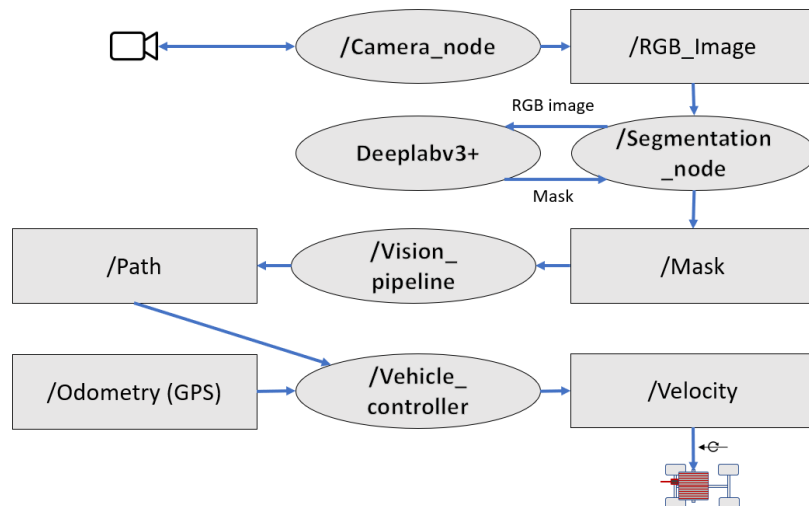 /Camera_node
/RGB_Image
RGB image
Deeplabv3+
/Segmentation
_node
Mask
/Path
/Vision_
pipeline
/Mask
/Odometry (GPS)
/Vehicle_
controller
/Velocity